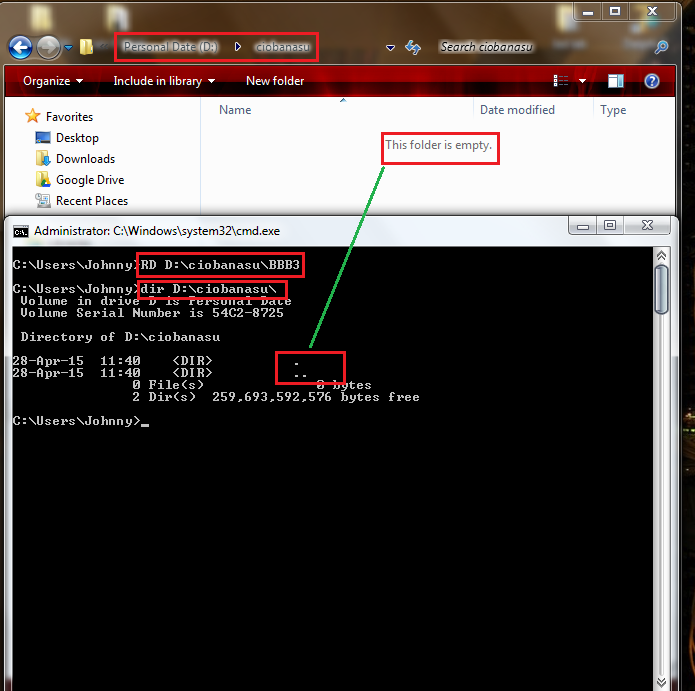 Personal Date (D:) ciobanasu Search ciobanasu
Organize Include in library New folder
Name Date modified Type
This folder is empty.
Favorites
Desktop
Downloads
Google Drive
Recent Places
Administrator: C:\Windows\system32\cmd.exe
C:\Users\Johnny>RD D:\ciobanasu\BBB3
C:\Users\Johnny>dir D:\ciobanasu\
Volume in drive D is Personal Date
Volume Serial Number is 54C2-8725
Directory of D:\ciobanasu
28-Apr-15 11:40 <DIR> .
28-Apr-15 11:40 <DIR> ..
0 File(s) 0 bytes
2 Dir(s) 259,693,592,576 bytes free
C:\Users\Johnny>_